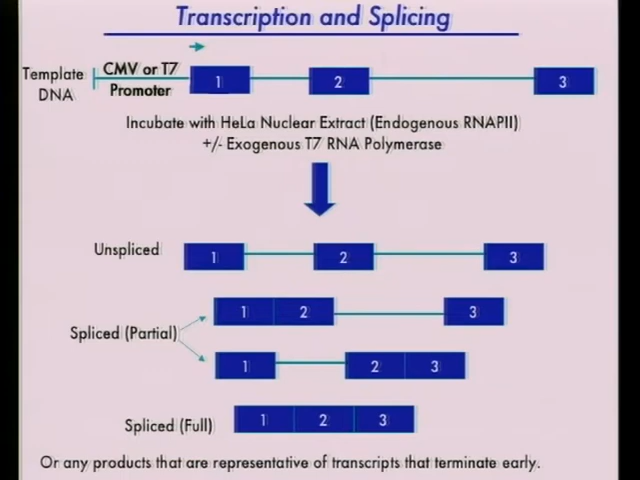 Transcription and Splicing
Template DNA
CMV or T7 Promoter
1 2 3
Incubate with HeLa Nuclear Extract (Endogenous RNAPII)
+/- Exogenous T7 RNA Polymerase
Unspliced 1 2 3
1 2 3
Spliced (Partial)
1 2 3
Spliced (Full) 1 2 3
Or any products that are representative of transcripts that terminate early.